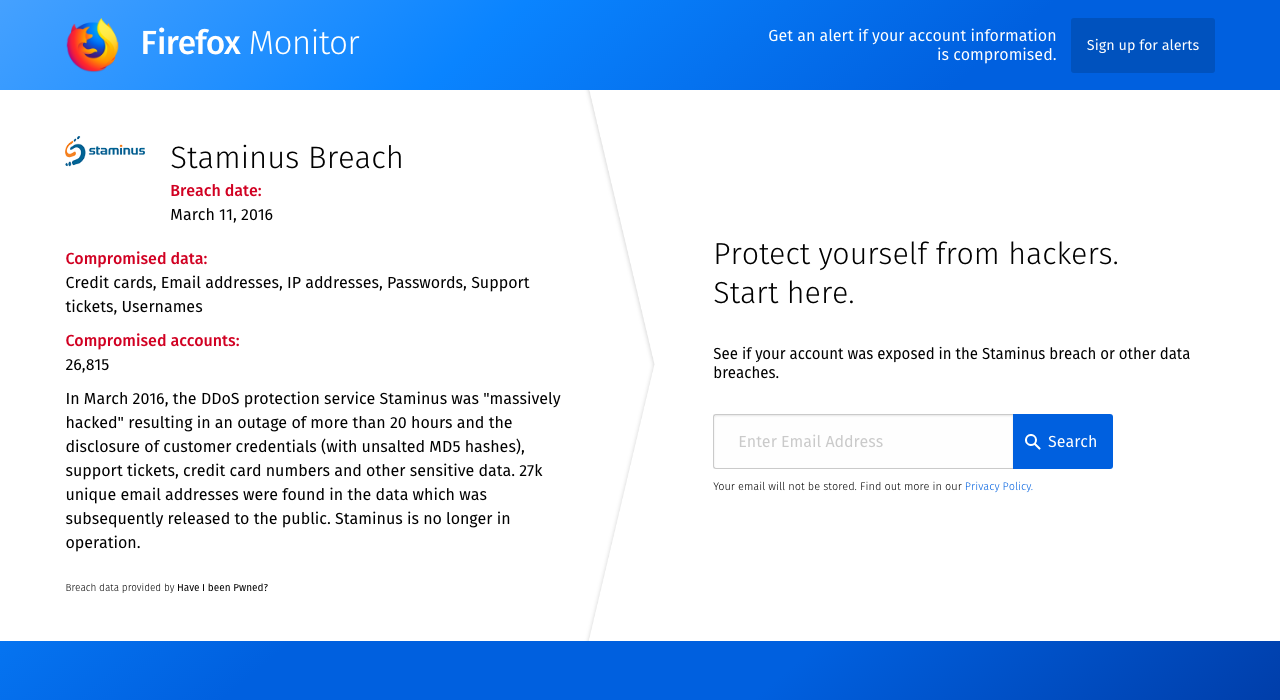 Firefox Monitor
Get an alert if your account information
is compromised.
Sign up for alerts
staminus
Staminus Breach
Breach date:
March 11, 2016
Compromised data:
Credit cards, Email addresses, IP addresses, Passwords, Support
tickets, Usernames
Compromised accounts:
26,815
In March 2016, the DDoS protection service Staminus was "massively
hacked" resulting in an outage of more than 20 hours and the
disclosure of customer credentials (with unsalted MD5 hashes),
support tickets, credit card numbers and other sensitive data. 27k
unique email addresses were found in the data which was
subsequently released to the public. Staminus is no longer in
operation.
Breach data provided by Have I been Pwned?
Protect yourself from hackers.
Start here.
See if your account was exposed in the Staminus breach or other data
breaches.
Enter Email Address
Search
Your email will not be stored. Find out more in our Privacy Policy.